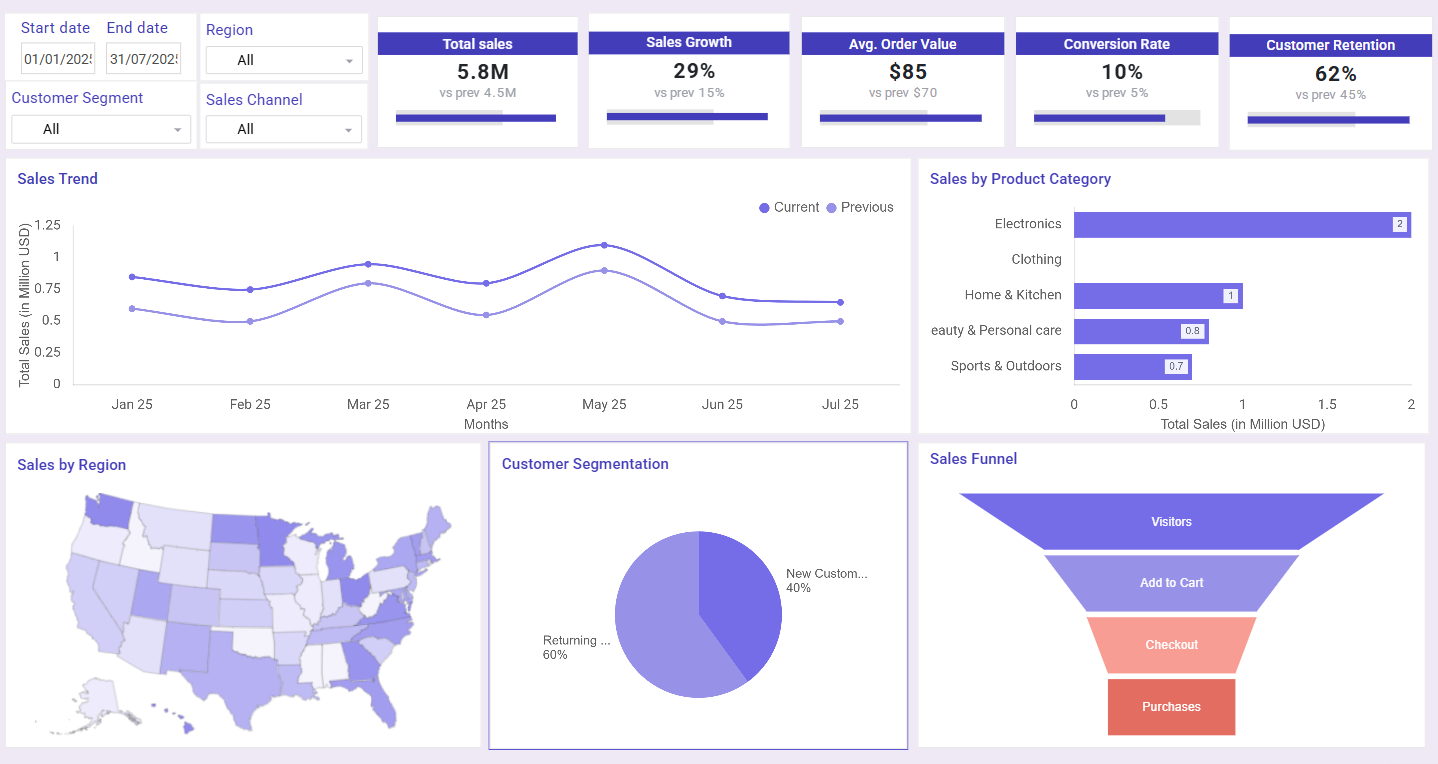 Start date
End date
01/01/202
31/07/202
Region
All
Customer Segment
All
Sales Channel
All
Total sales
5.8M
vs prev 4.5M
Sales Growth
29%
vs prev 15%
Avg. Order Value
$85
vs prev $70
Conversion Rate
10%
vs prev 5%
Customer Retention
62%
vs prev 45%
Sales Trend
Current
Previous
Total Sales (in Million USD)
1.25
1
0.75
0.5
0.25
0
Jan 25
Feb 25
Mar 25
Apr 25
May 25
Jun 25
Jul 25
Months
Sales by Product Category
Electronics
2
Clothing
Home & Kitchen
1
eauty & Personal care
0.8
Sports & Outdoors
0.7
0
0.5
1
1.5
2
Total Sales (in Million USD)
Sales by Region
Customer Segmentation
New Custom...
40%
Returning ...
60%
Sales Funnel
Visitors
Add to Cart
Checkout
Purchases